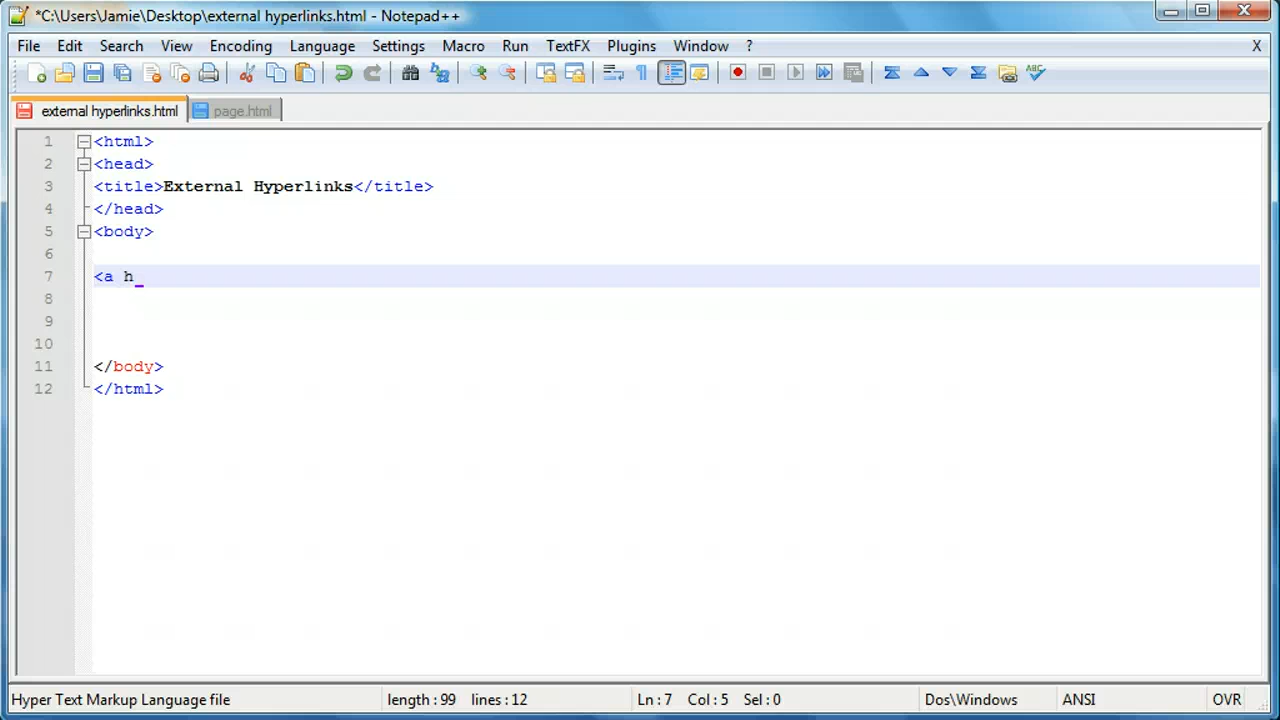 *C:\Users\Jamie\Desktop\external hyperlinks.html - Notepad++
File Edit Search View Encoding Language Settings Macro Run TextFX Plugins Window ? X
external hyperlinks.html page.html
1 <html>
2 <head>
3 <title>External Hyperlinks</title>
4 </head>
5 <body>
6
7 <a h
8
9
10
11 </body>
12 </html>
Hyper Text Markup Language file length : 99 lines : 12 Ln : 7 Col : 5 Sel : 0 Dos\Windows ANSI OVR